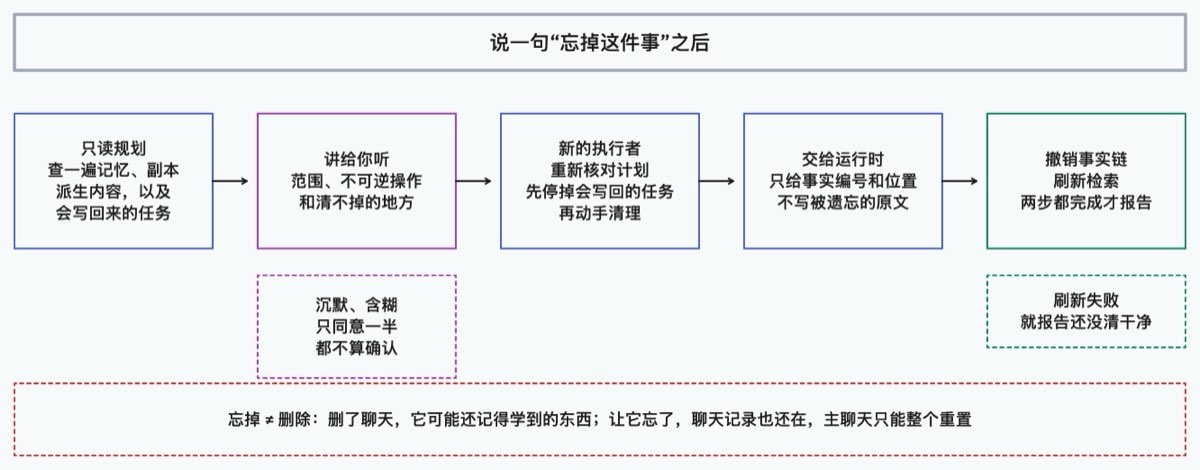 说一句“忘掉这件事”之后
只读规划
查一遍记忆、副本
派生内容，以及
会写回来的任务
讲给你听
范围、不可逆操作
和清不掉的地方
新的执行者
重新核对计划
先停掉会写回的任务
再动手清理
交给运行时
只给事实编号和位置
不写被遗忘的原文
撤销事实链
刷新检索
两步都完成才报告
沉默、含糊
只同意一半
都不算确认
刷新失败
就报告还没清干净
忘掉 ≠ 删除：删了聊天，它可能还记得学到的东西；让它忘了，聊天记录也还在，主聊天只能整个重置